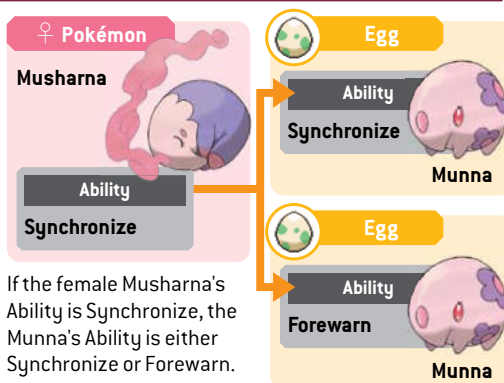 ♀ Pokémon
Musharna
Ability
Synchronize
If the female Musharna's
Ability is Synchronize, the
Munna's Ability is either
Synchronize or Forewarn.
Egg
Ability
Synchronize
Munna
Egg
Ability
Forewarn
Munna